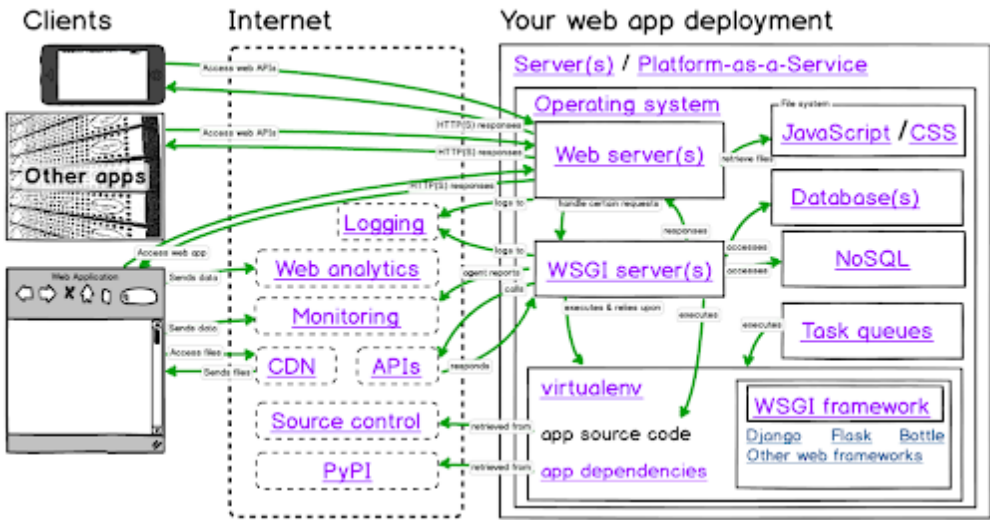 Clients
Internet
Your web app deployment
Server(s) / Platform-as-a-Service
Operating system
File system
JavaScript / CSS
Access web APIs
HTTP(S) responses
Access web APIs
HTTP(S) responses
Other apps
Web server(s)
retrieve files
HTTP(S) responses
logs to
handle certain requests
Database(s)
Logging
responses
Access web app
logs to
accesses
NoSQL
Web Application
Sends data
Web analytics
agent reports
WSGI server(s)
accesses
calls
Monitoring
executes & relies upon
executes
Sends data
executes
Task queues
Access files
Sends files
CDN
APIs
responds
virtualenv
WSGI framework
Source control
retrieved from
app source code
Django Flask Bottle
Other web frameworks
PyPI
retrieved from
app dependencies